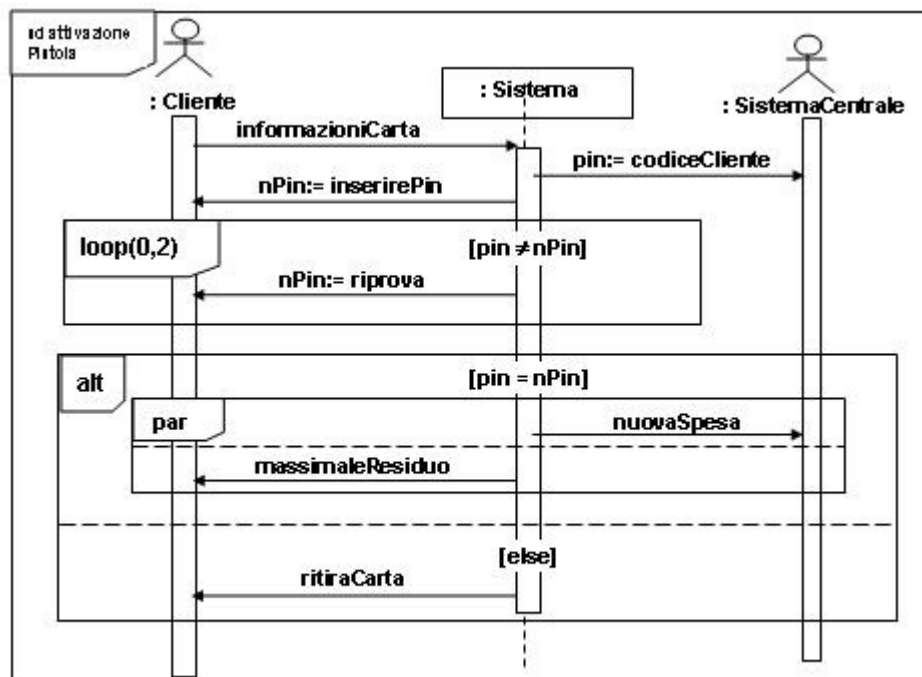 sd attivazione
Pistola
: Cliente
: Sistema
: SistemaCentrale
informazioniCarta
pin:= codiceCliente
nPin:= inserirePin
loop(0,2)
[pin ≠ nPin]
nPin:= riprova
alt
[pin = nPin]
par
nuovaSpesa
massimaleResiduo
[else]
ritiraCarta